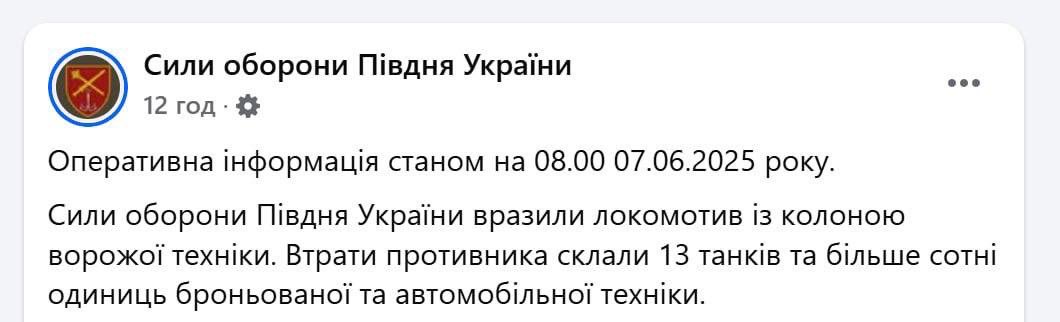 Сили оборони Півдня України
12 год ·
Оперативна інформація станом на 08.00 07.06.2025 року.
Сили оборони Півдня України вразили локомотив із колоною
ворожої техніки. Втрати противника склали 13 танків та більше сотні
одиниць броньованої та автомобільної техніки.